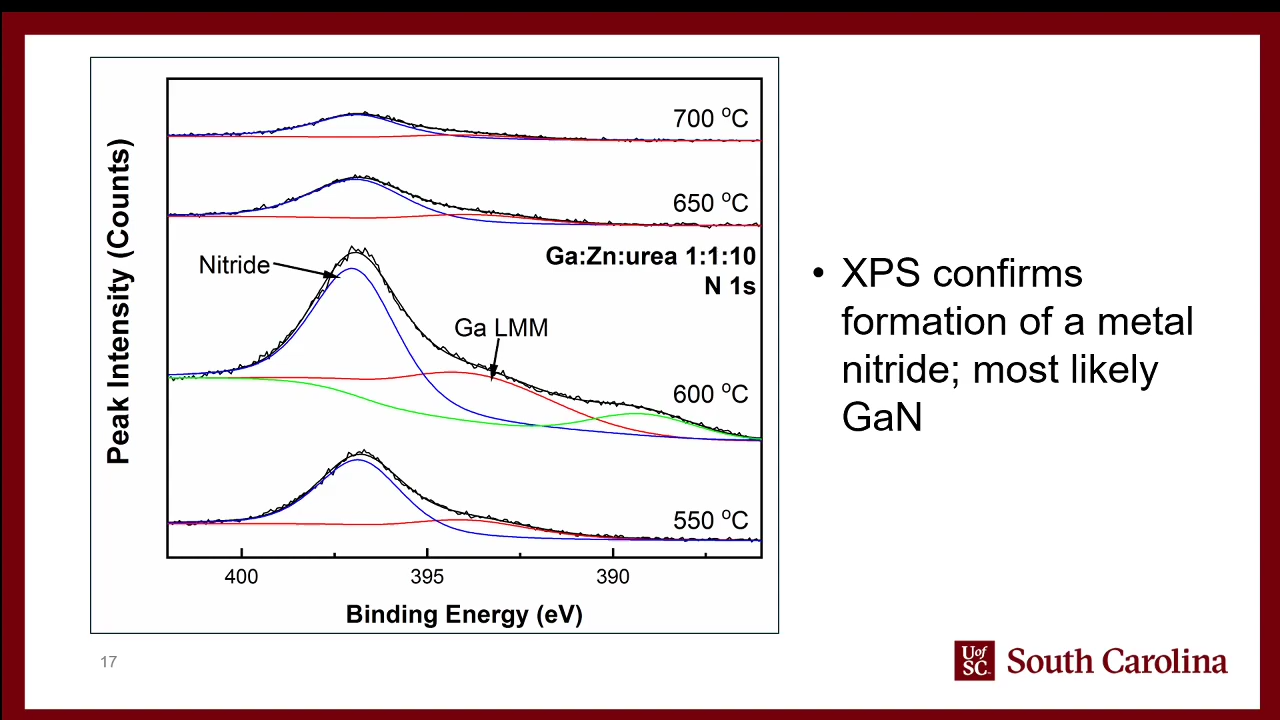 700 °C
650 °C
Ga:Zn:urea 1:1:10
N 1s
Nitride
Ga LMM
600 °C
550 °C
400
395
390
Binding Energy (eV)
Peak Intensity (Counts)
• XPS confirms
formation of a metal
nitride; most likely
GaN
17
UofSC
South Carolina